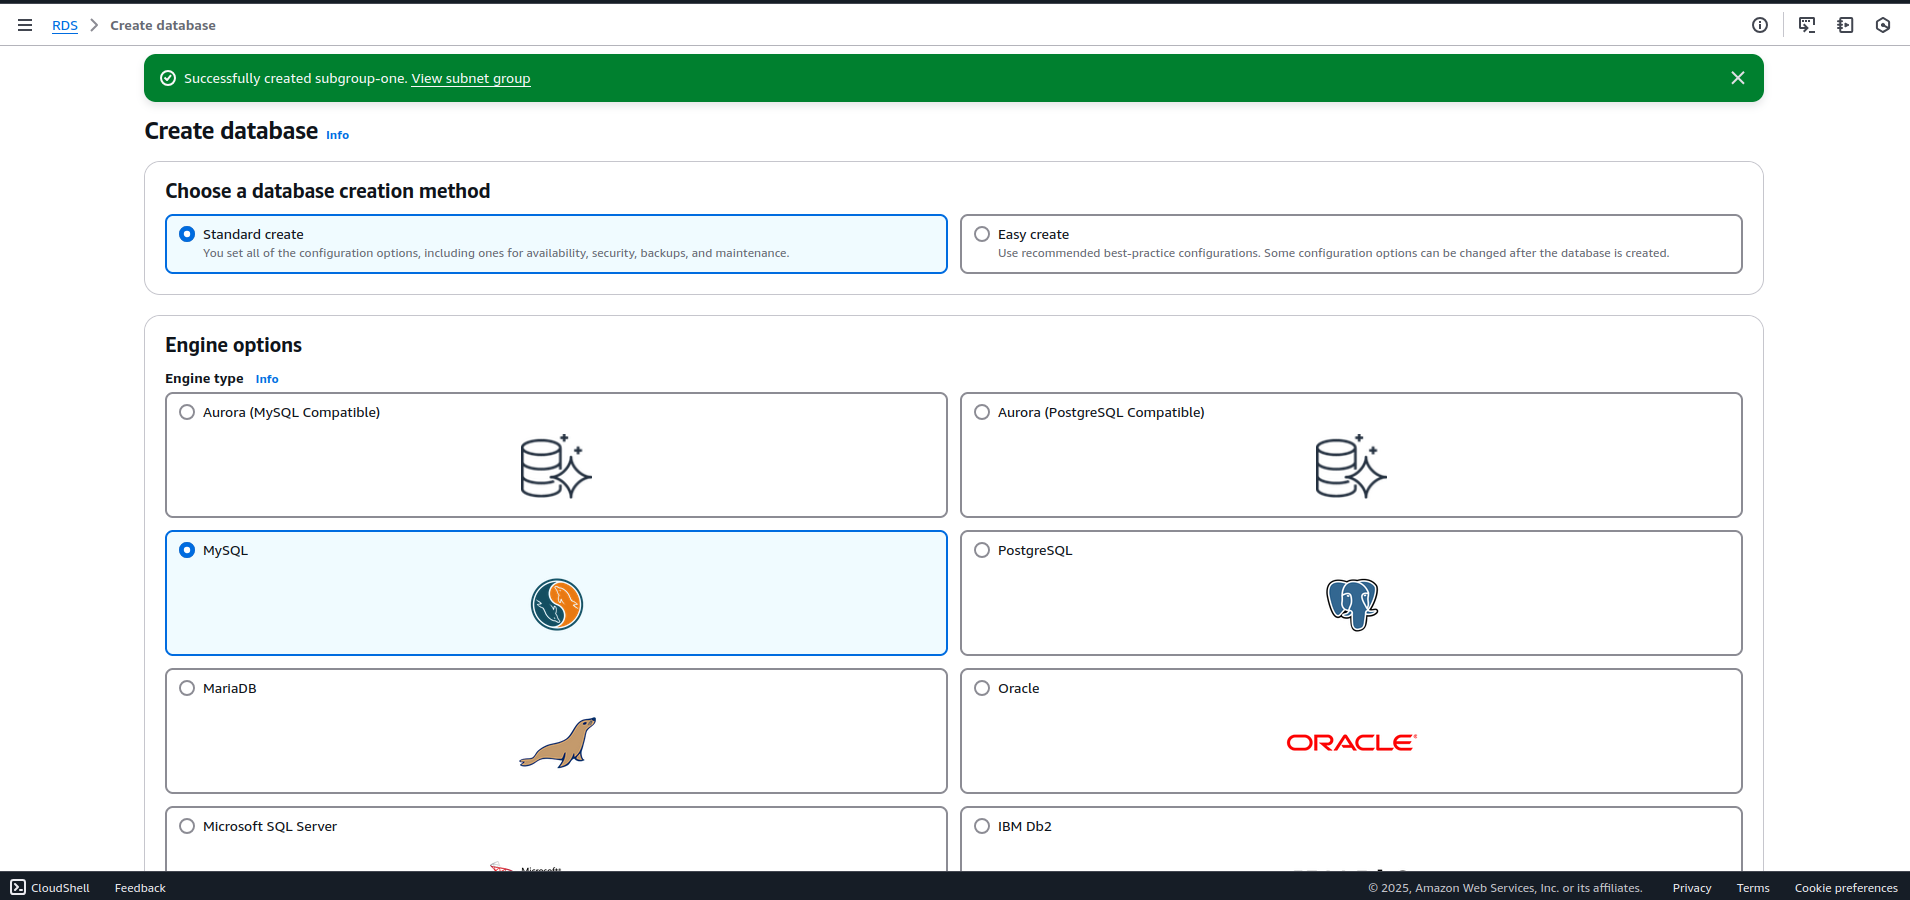 RDS > Create database
Successfully created subgroup-one. View subnet group
Create database Info
Choose a database creation method
Standard create
You set all of the configuration options, including ones for availability, security, backups, and maintenance.
Easy create
Use recommended best-practice configurations. Some configuration options can be changed after the database is created.
Engine options
Engine type Info
Aurora (MySQL Compatible)
Aurora (PostgreSQL Compatible)
MySQL
PostgreSQL
MariaDB
Oracle
ORACLE
Microsoft SQL Server
Microsoft
IBM Db2
CloudShell Feedback © 2025, Amazon Web Services, Inc. or its affiliates. Privacy Terms Cookie preferences